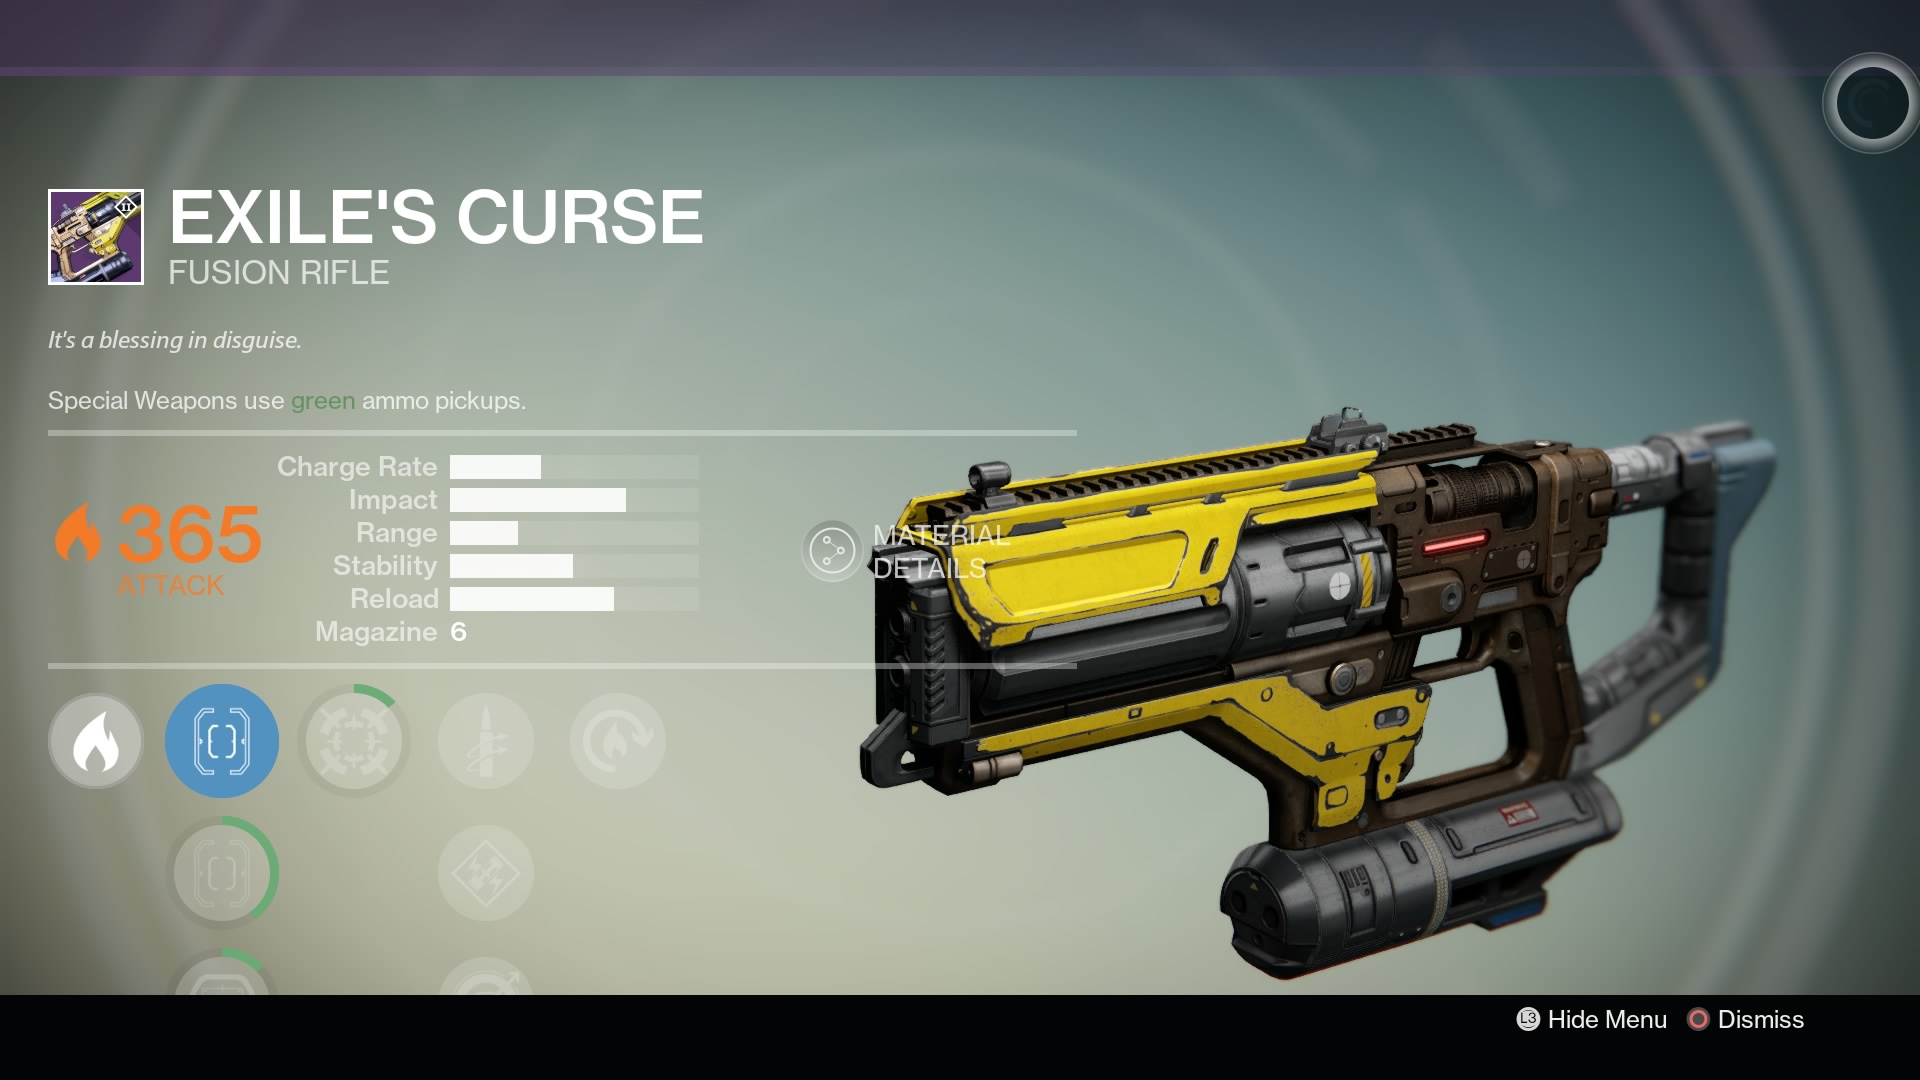 EXILE'S CURSE
FUSION RIFLE
It's a blessing in disguise.
Special Weapons use green ammo pickups.
365
ATTACK
Charge Rate
Impact
Range
Stability
Reload
Magazine 6
MATERIAL
DETAILS
L3 Hide Menu Dismiss